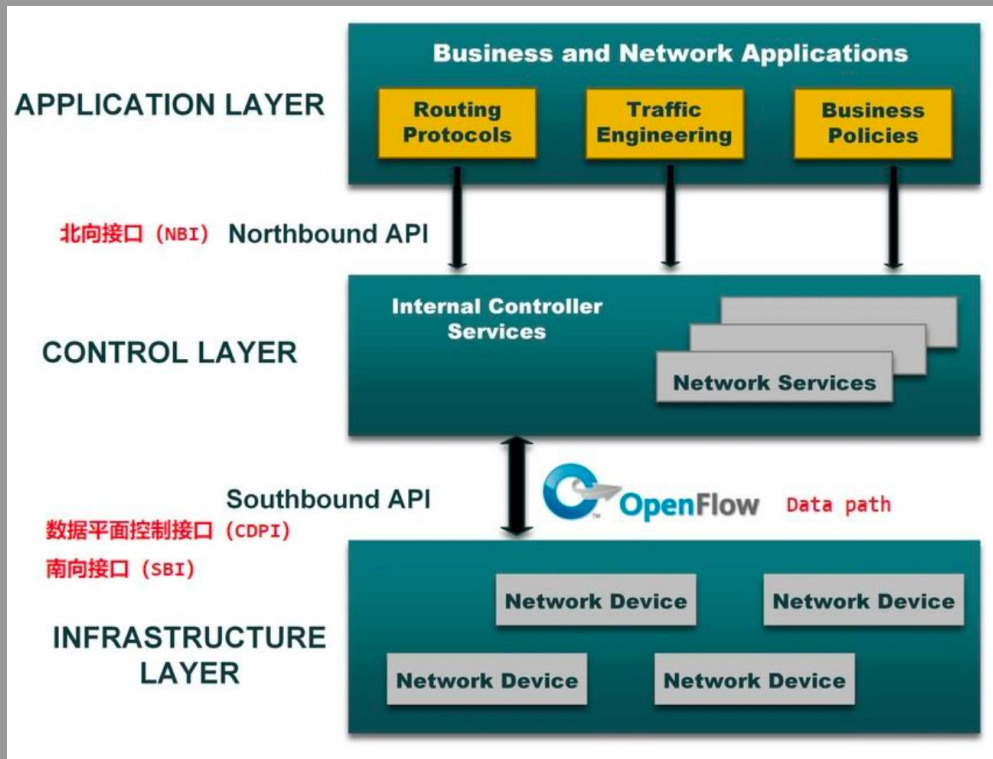 Business and Network Applications
APPLICATION LAYER
Routing
Protocols
Traffic
Engineering
Business
Policies
北向接口（NBI） Northbound API
Internal Controller
Services
CONTROL LAYER
Network Services
Southbound API
OpenFlow
TM
Data path
数据平面控制接口（CDPI）
南向接口（SBI）
INFRASTRUCTURE
LAYER
Network Device
Network Device
Network Device
Network Device